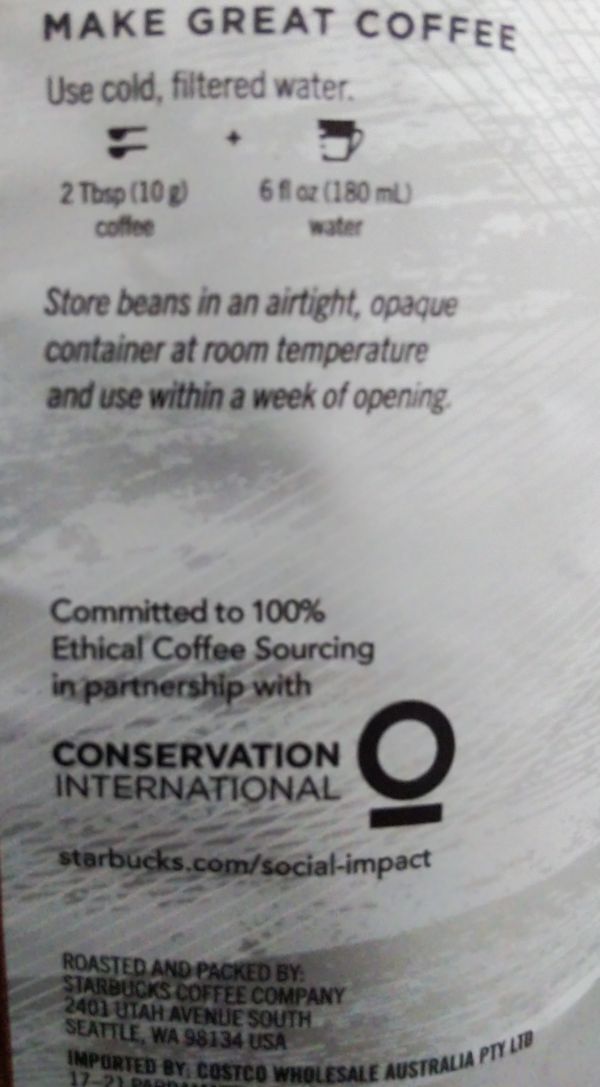 MAKE GREAT COFFEE
Use cold, filtered water.
+
2 Tbsp (10 g) 6 fl oz (180 mL)
coffee water
Store beans in an airtight, opaque
container at room temperature
and use within a week of opening.
Committed to 100%
Ethical Coffee Sourcing
in partnership with
CONSERVATION
INTERNATIONAL
starbucks.com/social-impact
ROASTED AND PACKED BY:
STARBUCKS COFFEE COMPANY
2401 UTAH AVENUE SOUTH
SEATTLE, WA 98134 USA
IMPORTED BY: COSTCO WHOLESALE AUSTRALIA PTY LTD
17-21